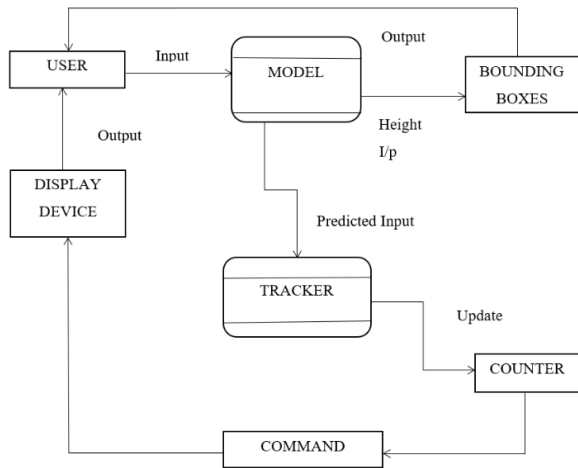 Output
USER
Input
MODEL
BOUNDING
BOXES
Height
I/p
Output
DISPLAY
DEVICE
Predicted Input
TRACKER
Update
COUNTER
COMMAND